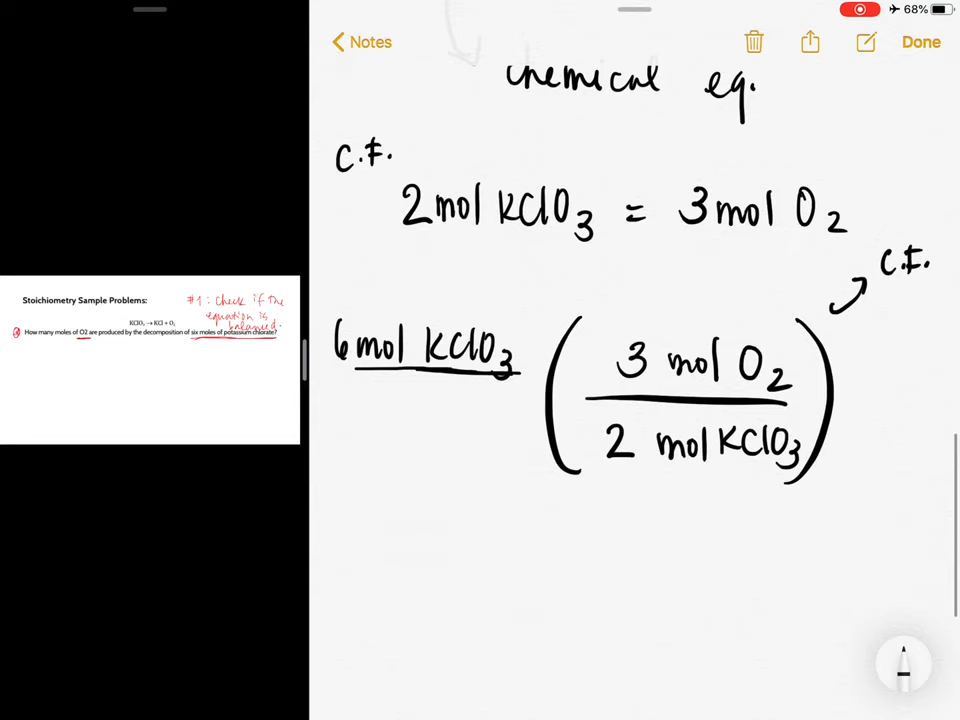 68%
Notes
Done
chemical eq.
C.F.
2 mol KClO3 = 3 mol O2
C.F.
6 mol KClO3 ( 3 mol O2
2 mol KClO3 )
Stoichiometry Sample Problems:
#1: Check if the
equation is
balanced.
KClO3 → KCl + O2
How many moles of O2 are produced by the decomposition of six moles of potassium chlorate?